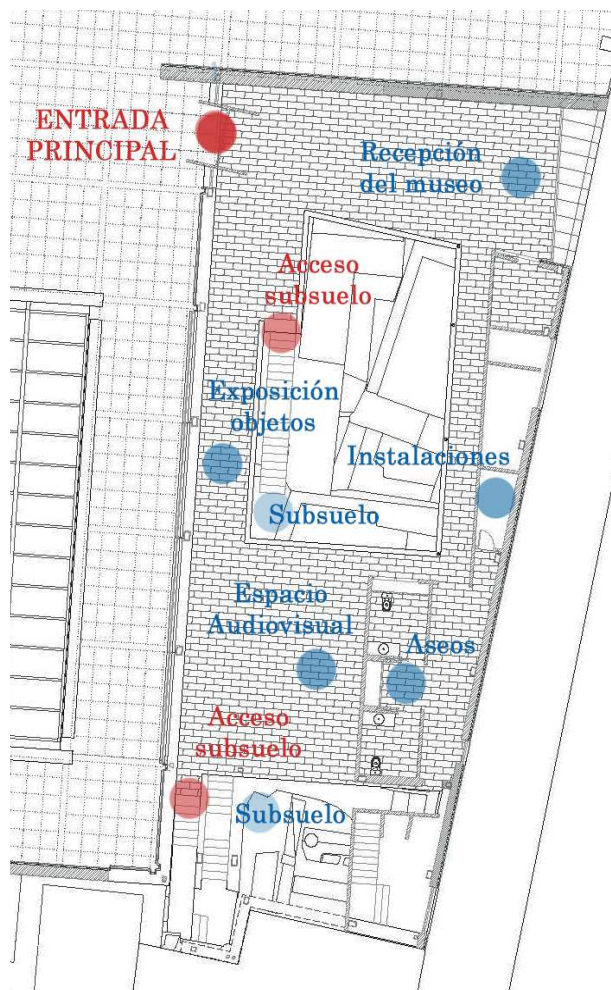 ENTRADA
PRINCIPAL
Recepción
del museo
Acceso
subsuelo
Exposición
objetos
Instalaciones
Subsuelo
Espacio
Audiovisual
Aseos
Acceso
subsuelo
Subsuelo